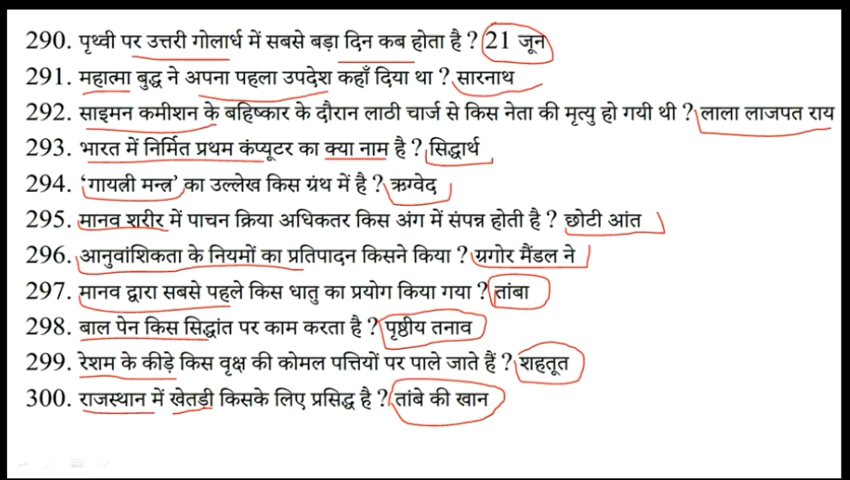 290. पृथ्वी पर उत्तरी गोलार्ध में सबसे बड़ा दिन कब होता है ? 21 जून
291. महात्मा बुद्ध ने अपना पहला उपदेश कहाँ दिया था ? सारनाथ
292. साइमन कमीशन के बहिष्कार के दौरान लाठी चार्ज से किस नेता की मृत्यु हो गयी थी ? लाला लाजपत राय
293. भारत में निर्मित प्रथम कंप्यूटर का क्या नाम है ? सिद्धार्थ
294. ‘गायत्री मन्त्र’ का उल्लेख किस ग्रंथ में है ? ऋग्वेद
295. मानव शरीर में पाचन क्रिया अधिकतर किस अंग में संपन्न होती है ? छोटी आंत
296. आनुवांशिकता के नियमों का प्रतिपादन किसने किया ? ग्रगोर मैंडल ने
297. मानव द्वारा सबसे पहले किस धातु का प्रयोग किया गया ? तांबा
298. बाल पेन किस सिद्धांत पर काम करता है ? पृष्ठीय तनाव
299. रेशम के कीड़े किस वृक्ष की कोमल पत्तियों पर पाले जाते हैं ? शहतूत
300. राजस्थान में खेतड़ी किसके लिए प्रसिद्ध है ? तांबे की खान